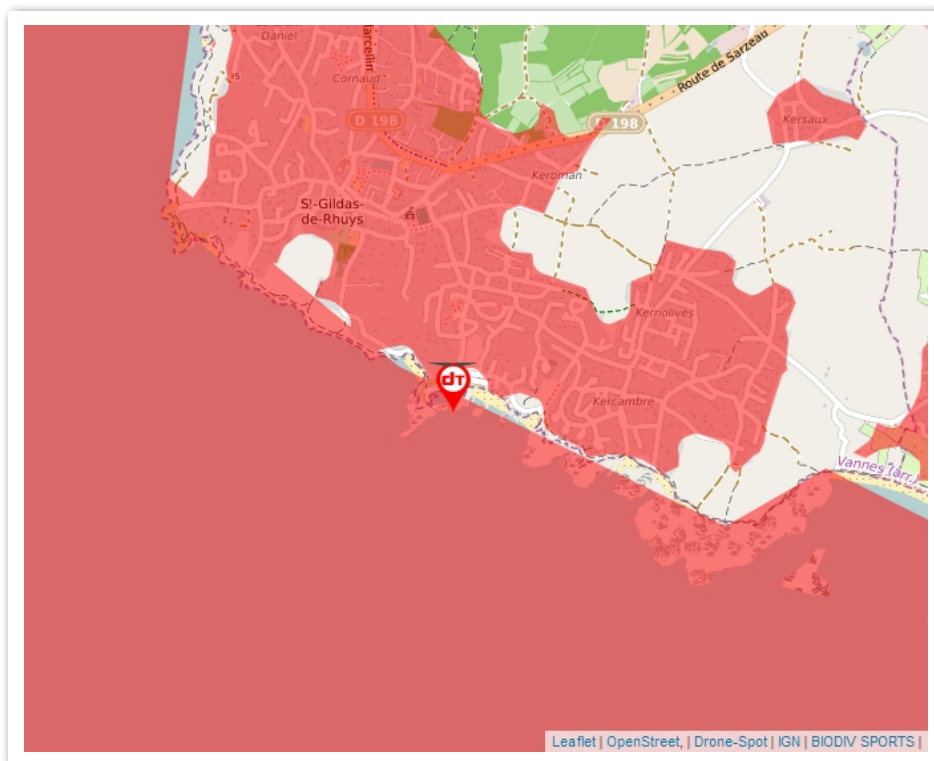 Daniel
Marcellin
Cornaud
D 198
Route de Sarzeau
D 198
Kersaux
Keroman
St-Gildas-
de-Rhuys
Kernolivès
Kercambre
dT
Vannes (arr.)
Leaflet | OpenStreet, | Drone-Spot | IGN | BIODIV SPORTS |